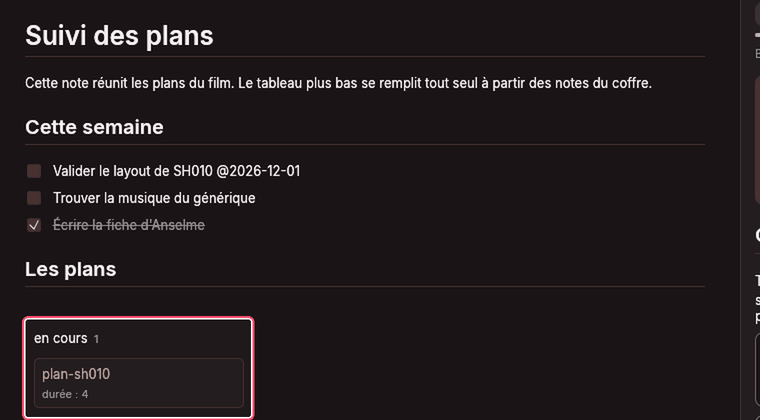 Suivi des plans
Cette note réunit les plans du film. Le tableau plus bas se remplit tout seul à partir des notes du coffre.
Cette semaine
Valider le layout de SH010 @2026-12-01
Trouver la musique du générique
Écrire la fiche d'Anselme
Les plans
en cours 1
plan-sh010
durée : 4